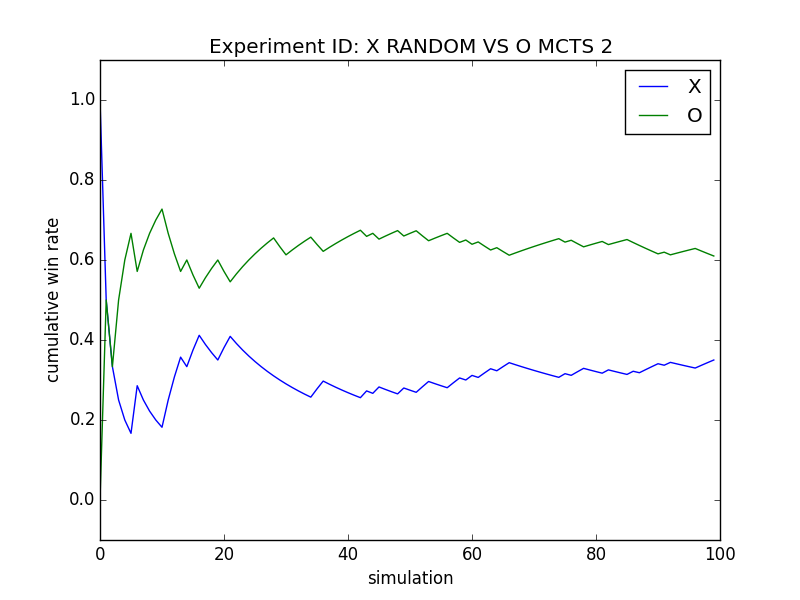 Experiment ID: X RANDOM VS O MCTS 2
X
O
1.0
0.8
0.6
0.4
0.2
0.0
cumulative win rate
0 20 40 60 80 100
simulation